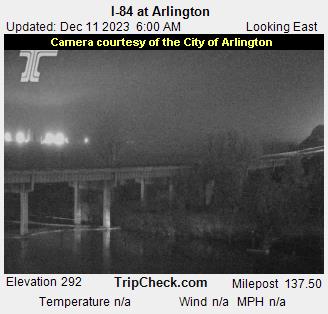 I-84 at Arlington
Updated: Dec 11 2023 6:00 AM Looking East
Camera courtesy of the City of Arlington
Elevation 292 TripCheck.com Milepost 137.50
Temperature n/a Wind n/a MPH n/a